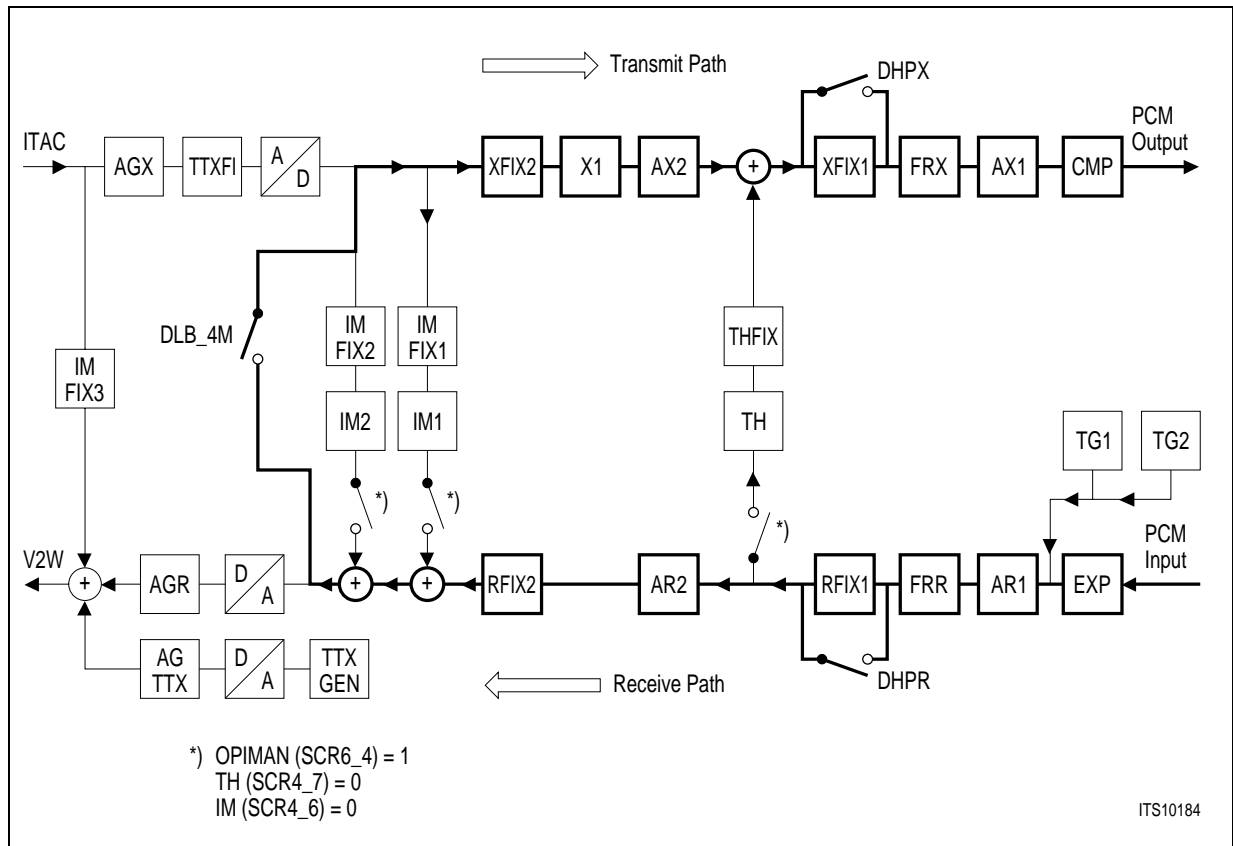 Transmit Path
DHPX
ITAC
PCM
Output
AGX
TTXFI
A
D
XFIX2
X1
AX2
+
XFIX1
FRX
AX1
CMP
DLB_4M
IM
FIX2
IM
FIX1
THFIX
IM
FIX3
IM2
IM1
TH
TG1
TG2
*)
*)
*)
V2W
PCM
Input
+
AGR
D
A
+
+
RFIX2
AR2
RFIX1
FRR
AR1
EXP
AG
TTX
D
A
TTX
GEN
Receive Path
DHPR
*) OPIMAN (SCR6_4) = 1
TH (SCR4_7) = 0
IM (SCR4_6) = 0
ITS10184